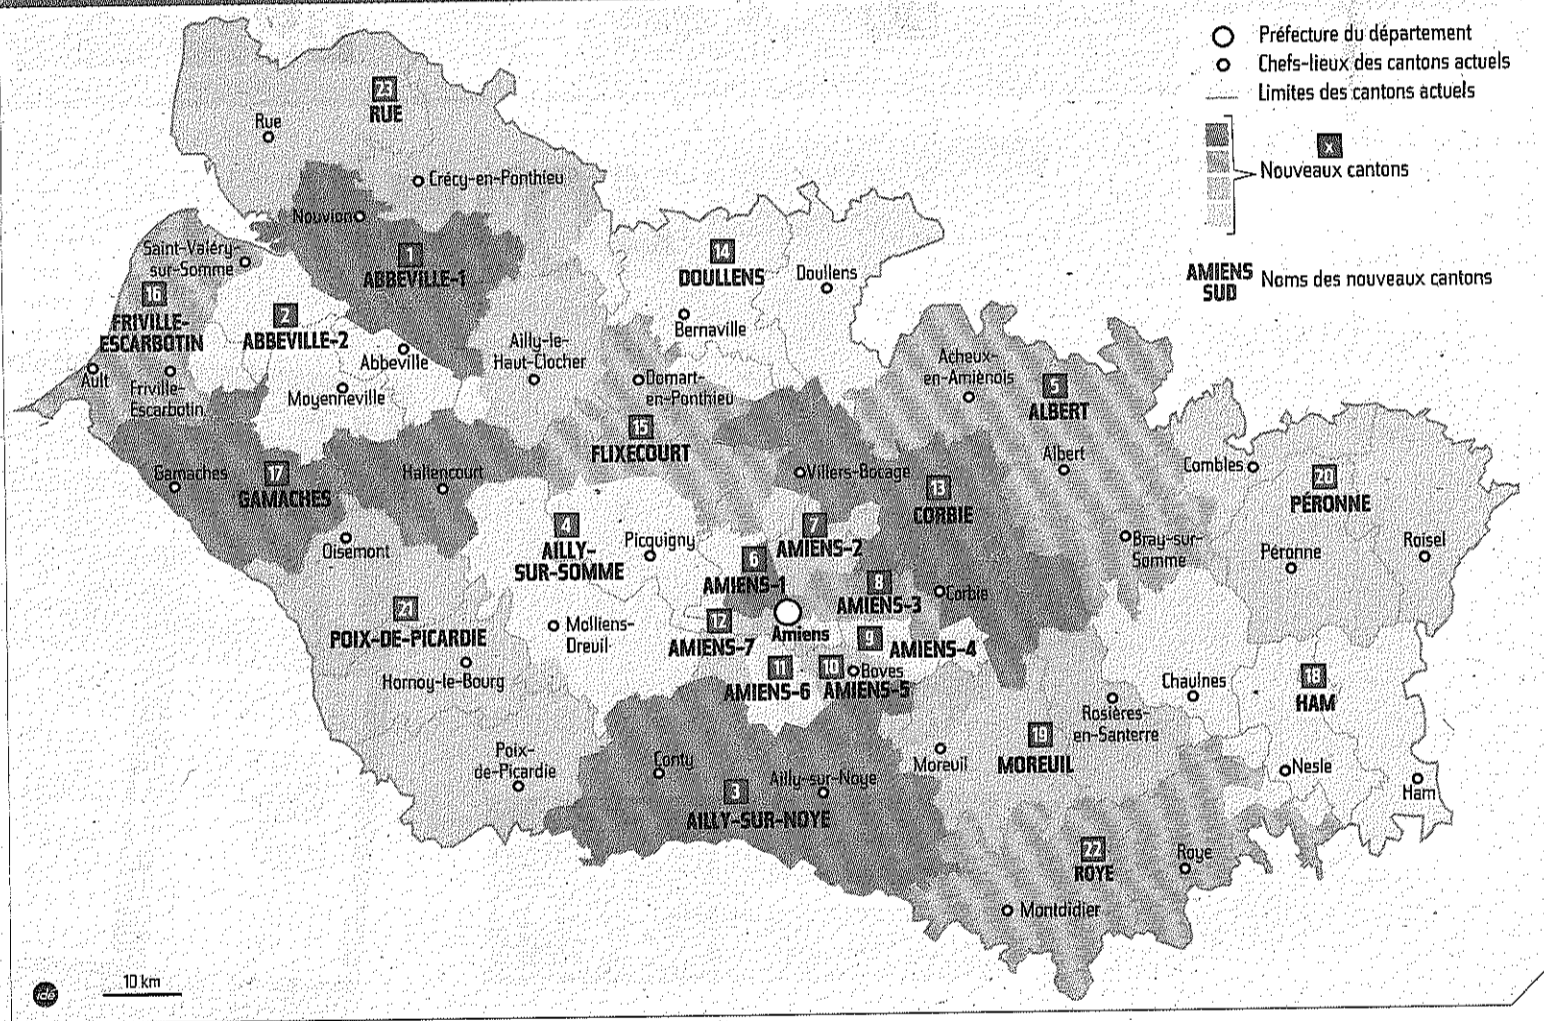 Préfecture du département
Chefs-lieux des cantons actuels
Limites des cantons actuels
x
Nouveaux cantons
AMIENS
SUD
Noms des nouveaux cantons
23
RUE
Rue
Crécy-en-Ponthieu
Nouvion
1
ABBEVILLE-1
Saint-Valéry-
sur-Somme
16
FRIVILLE-
ESCARBOTIN
2
ABBEVILLE-2
Abbeville
Ault
Friville-
Escarbotin
Moyenneville
Ailly-le-
Haut-Clocher
14
DOULLENS
Doullens
Bernaville
Domart-
en-Ponthieu
15
FLIXECOURT
Acheux-
en-Amiénois
5
ALBERT
Albert
Gamaches
17
GAMACHES
Hallencourt
Villers-Bocage
13
CORBIE
Combles
20
PÉRONNE
Péronne
Roisel
Oisemont
4
AILLY-
SUR-SOMME
Picquigny
7
AMIENS-2
6
AMIENS-1
8
AMIENS-3
Corbie
Bray-sur-
Somme
21
POIX-DE-PICARDIE
Molliens-
Dreuil
12
AMIENS-7
Amiens
9
AMIENS-4
Hornoy-le-Bourg
11
AMIENS-6
10
Boves
AMIENS-5
Chaulnes
18
HAM
Rosières-
en-Santerre
19
MOREUIL
Moreuil
Poix-
de-Picardie
Conty
Ailly-sur-Noye
3
AILLY-SUR-NOYE
Nesle
Ham
22
ROYE
Roye
Montdidier
idé
10 km